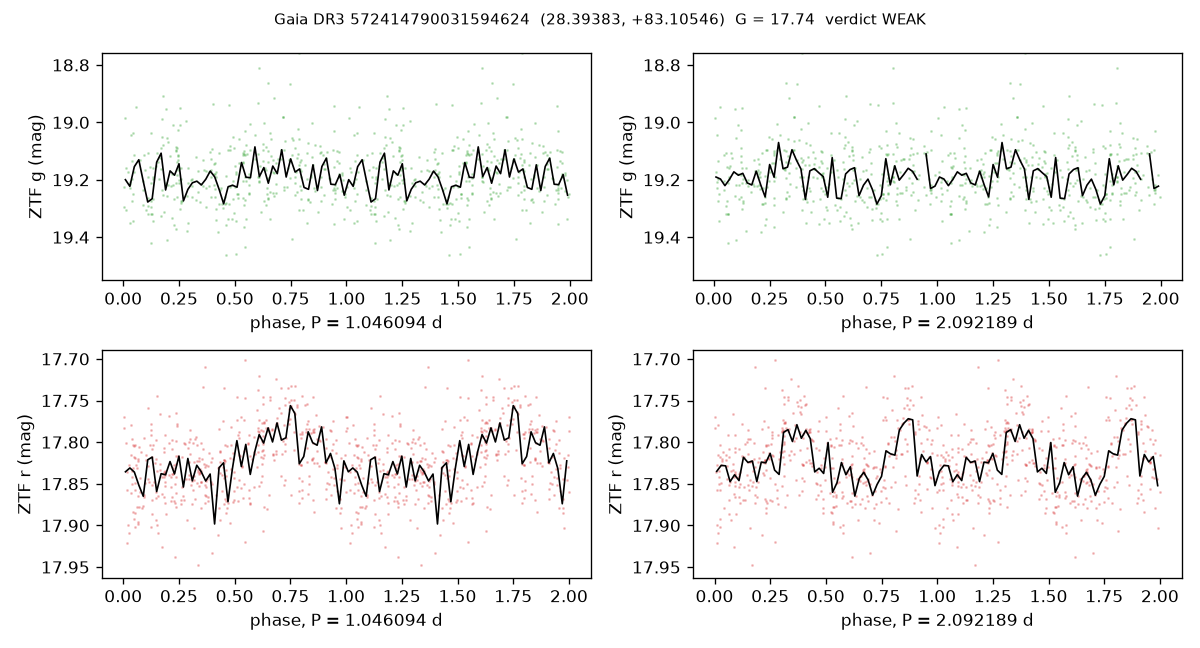 Gaia DR3 572414790031594624 (28.39383, +83.10546) G = 17.74 verdict WEAK
ZTF g (mag)
18.8
19.0
19.2
19.4
0.00 0.25 0.50 0.75 1.00 1.25 1.50 1.75 2.00
phase, P = 1.046094 d
ZTF g (mag)
18.8
19.0
19.2
19.4
0.00 0.25 0.50 0.75 1.00 1.25 1.50 1.75 2.00
phase, P = 2.092189 d
ZTF r (mag)
17.70
17.75
17.80
17.85
17.90
17.95
0.00 0.25 0.50 0.75 1.00 1.25 1.50 1.75 2.00
phase, P = 1.046094 d
ZTF r (mag)
17.70
17.75
17.80
17.85
17.90
17.95
0.00 0.25 0.50 0.75 1.00 1.25 1.50 1.75 2.00
phase, P = 2.092189 d